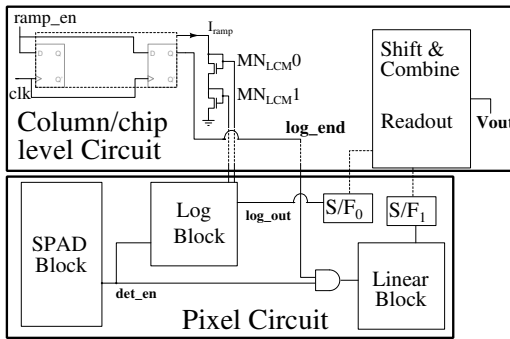 ramp_en
I_ramp
Shift &
Combine
Readout
MN_LCM0
clk
MN_LCM1
Column/chip
level Circuit
log_end
Vout
Log
Block
log_out
S/F_0
S/F_1
SPAD
Block
Linear
Block
det_en
Pixel Circuit